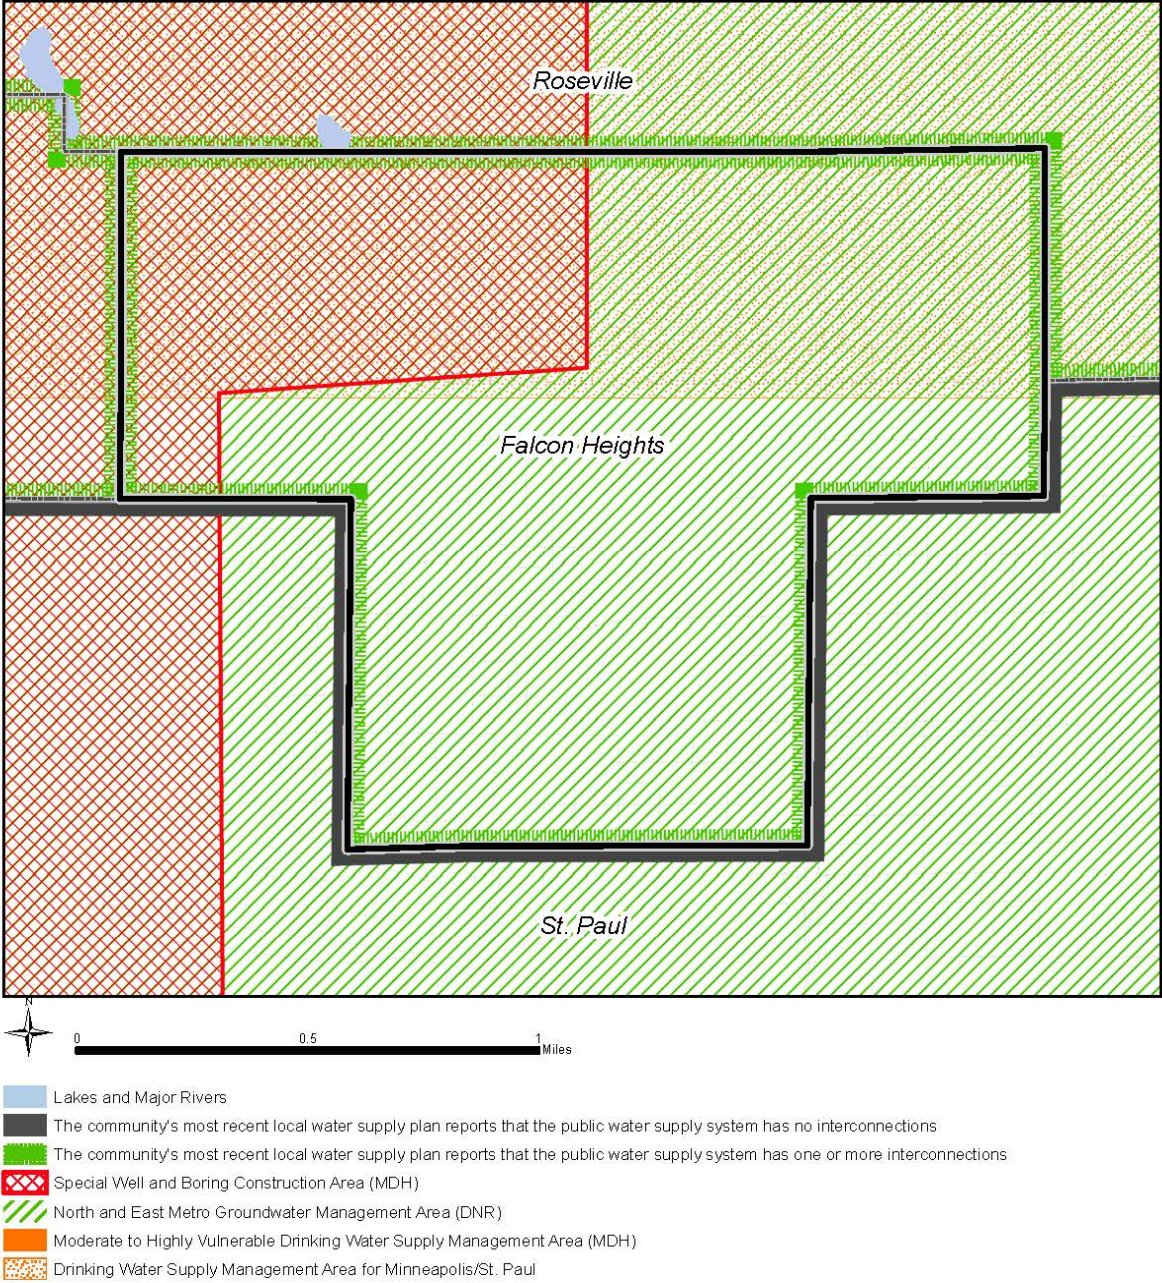 Roseville
Falcon Heights
St. Paul
N
0 0.5 1
Miles
Lakes and Major Rivers
The community's most recent local water supply plan reports that the public water supply system has no interconnections
The community's most recent local water supply plan reports that the public water supply system has one or more interconnections
Special Well and Boring Construction Area (MDH)
North and East Metro Groundwater Management Area (DNR)
Moderate to Highly Vulnerable Drinking Water Supply Management Area (MDH)
Drinking Water Supply Management Area for Minneapolis/St. Paul